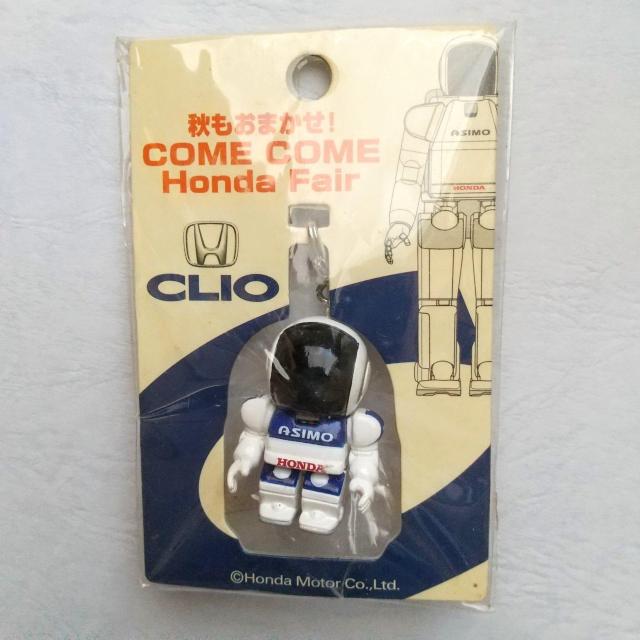 秋もおまかせ!
COME COME
Honda Fair
ASIMO
HONDA
CLIO
ASIMO
HONDA
©Honda Motor Co.,Ltd.